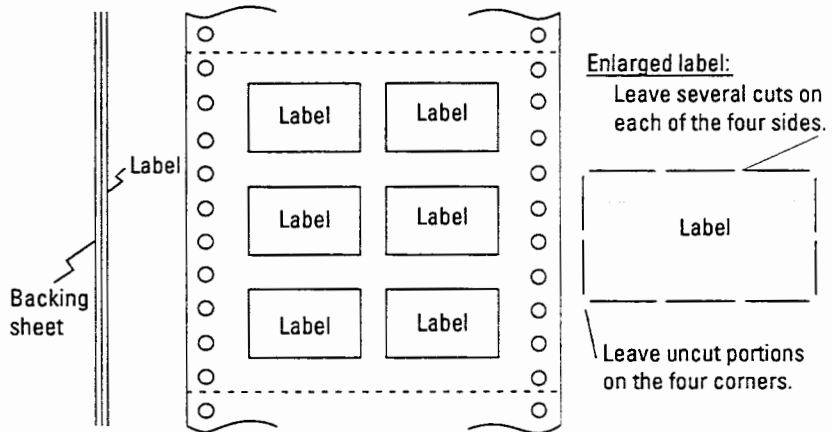 Label
Backing
sheet
Label
Label
Label
Label
Label
Label
Enlarged label:
Leave several cuts on
each of the four sides.
Label
Leave uncut portions
on the four corners.